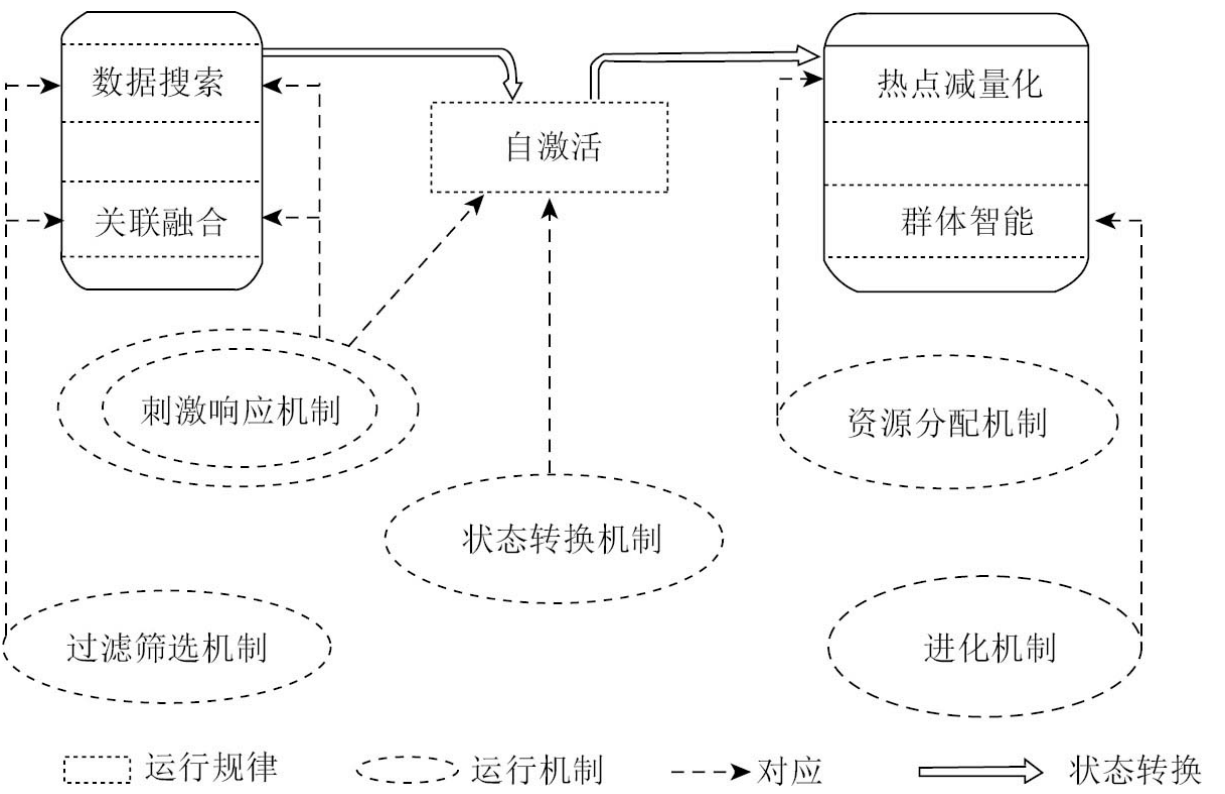 数据搜索
自激活
热点减量化
关联融合
群体智能
刺激响应机制
资源分配机制
状态转换机制
过滤筛选机制
进化机制
运行规律
运行机制
对应
状态转换